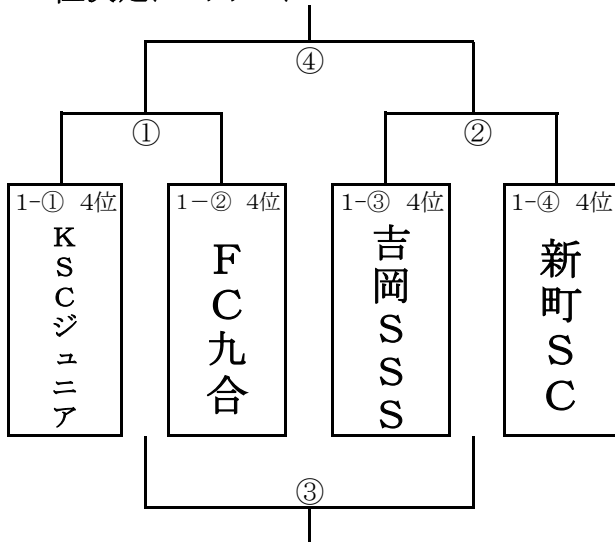 ④
①
②
1-① 4位
KSCジュニア
1－② 4位
FC九合
1-③ 4位
吉岡SSS
1-④ 4位
新町SC
③